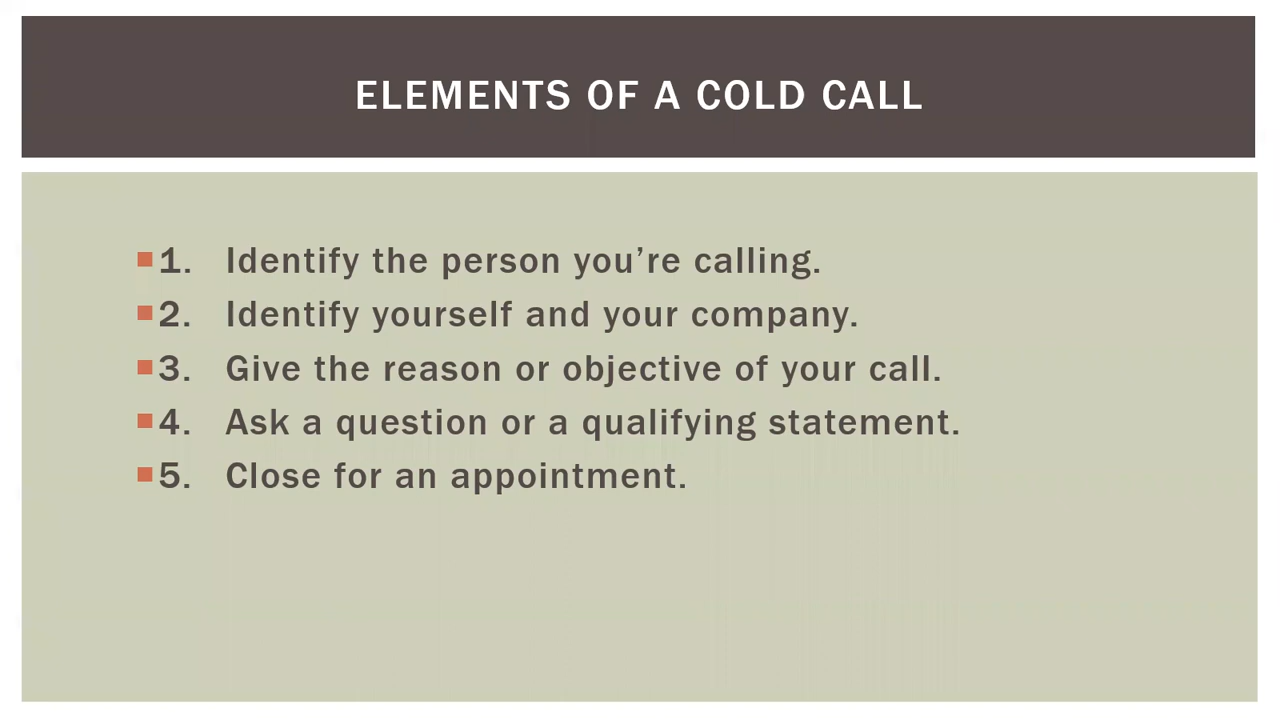 ELEMENTS OF A COLD CALL
1. Identify the person you’re calling.
2. Identify yourself and your company.
3. Give the reason or objective of your call.
4. Ask a question or a qualifying statement.
5. Close for an appointment.